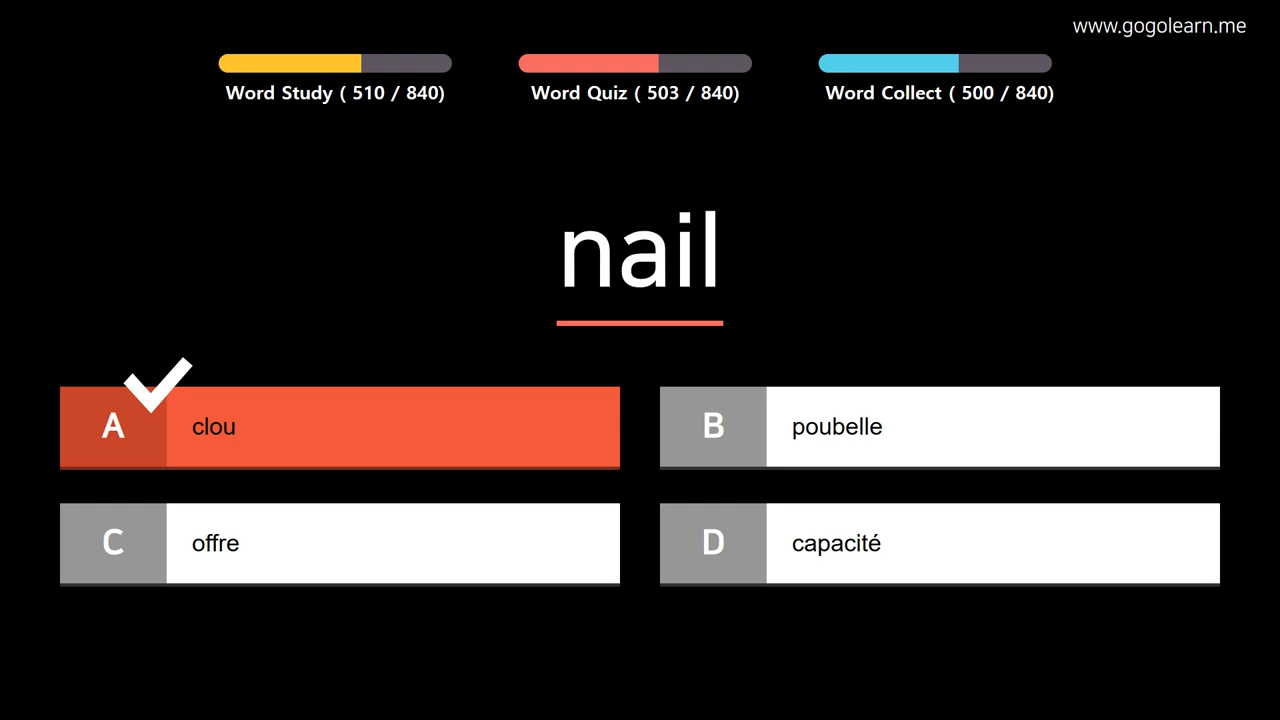 www.gogolearn.me
Word Study ( 510 / 840)
Word Quiz ( 503 / 840)
Word Collect ( 500 / 840)
nail
A clou
B poubelle
C offre
D capacité